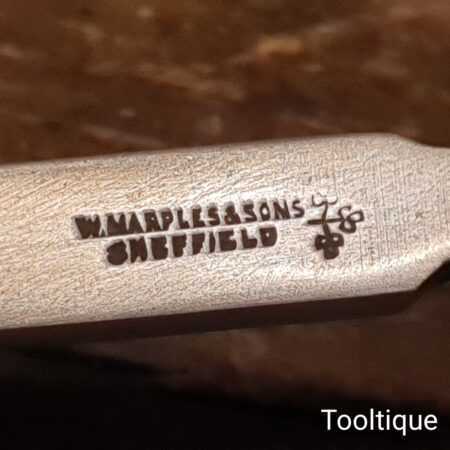 W. MARPLES & SONS
SHEFFIELD
Tooltique